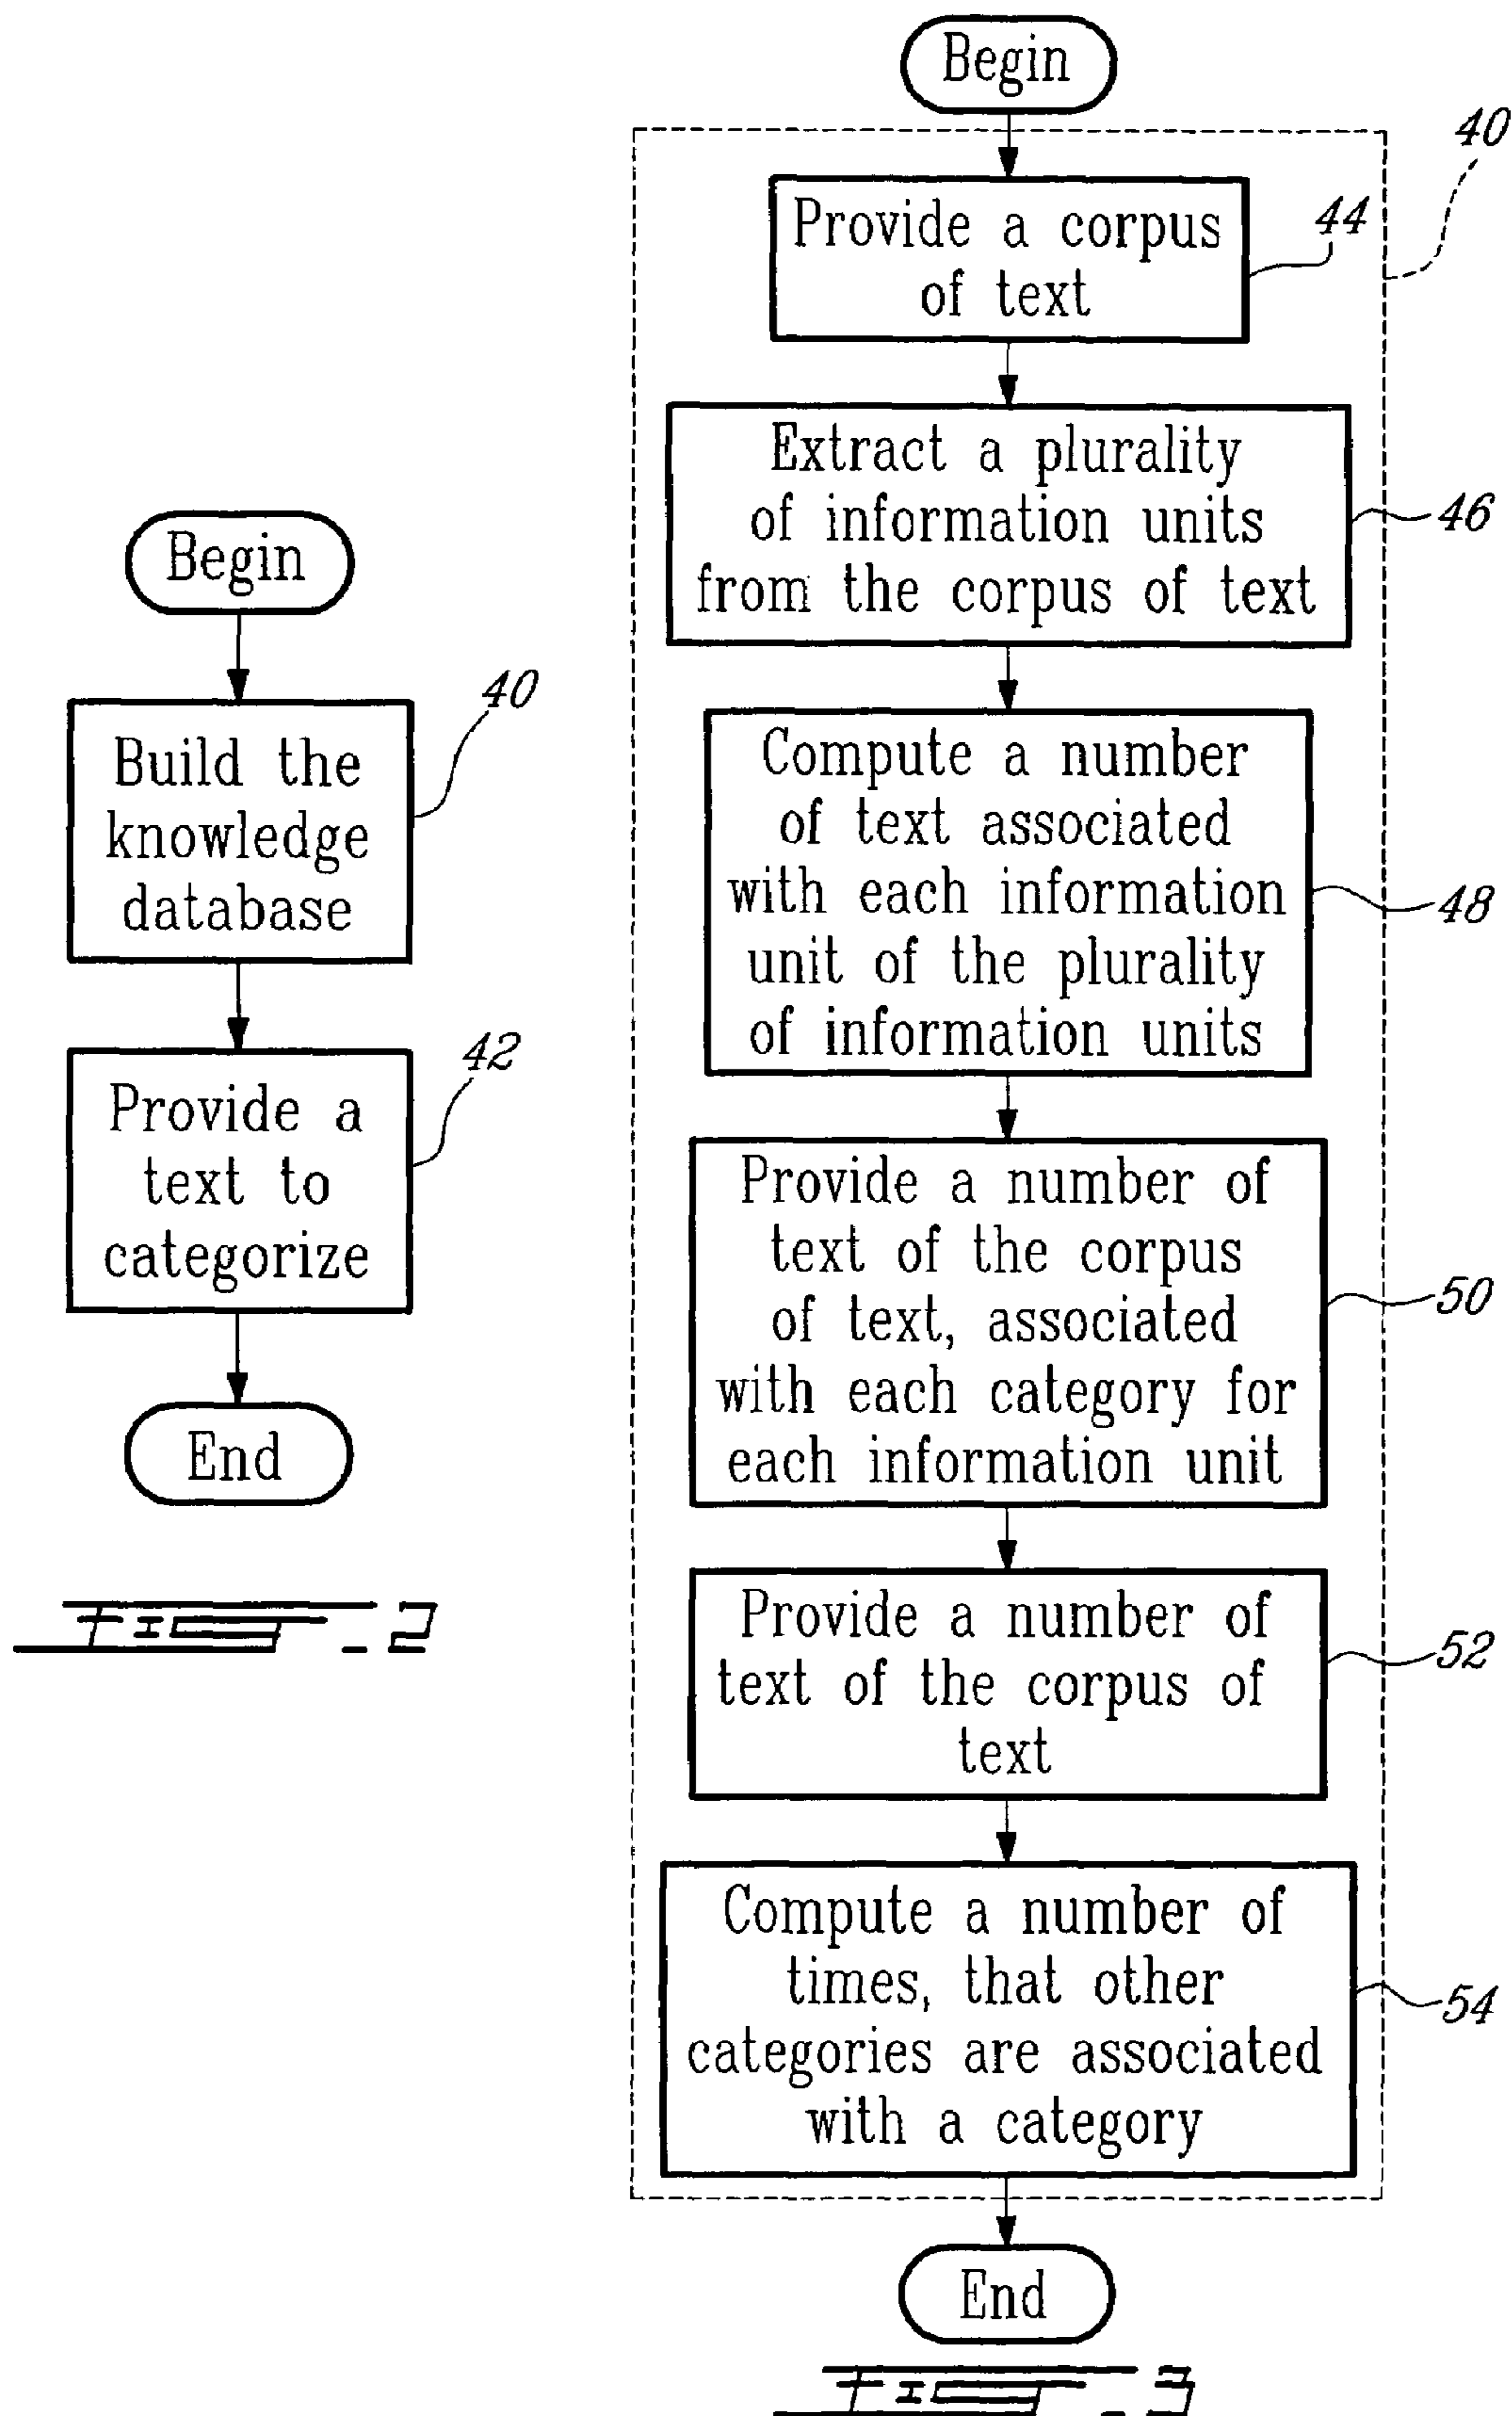 Begin
40
Build the
knowledge
database
42
Provide a
text to
categorize
End
FIG. 2
Begin
40
44
Provide a corpus
of text
46
Extract a plurality
of information units
from the corpus of text
48
Compute a number
of text associated
with each information
unit of the plurality
of information units
50
Provide a number of
text of the corpus
of text, associated
with each category for
each information unit
52
Provide a number of
text of the corpus of
text
54
Compute a number of
times, that other
categories are associated
with a category
End
FIG. 3